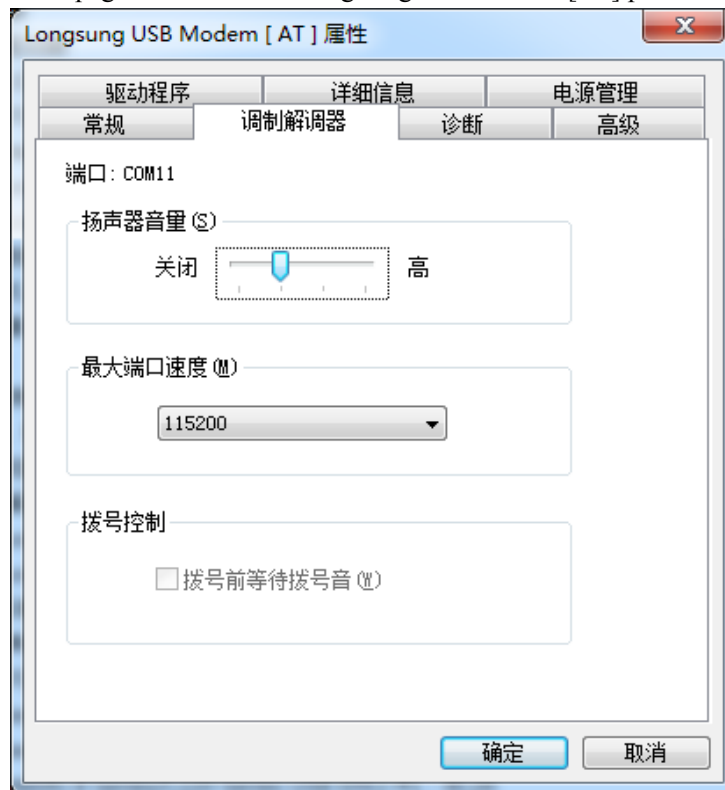 Longsung USB Modem [ AT ] 属性
驱动程序 详细信息 电源管理
常规 调制解调器 诊断 高级
端口: COM11
扬声器音量(S)
关闭 高
最大端口速度(M)
115200
拨号控制
拨号前等待拨号音(W)
确定 取消